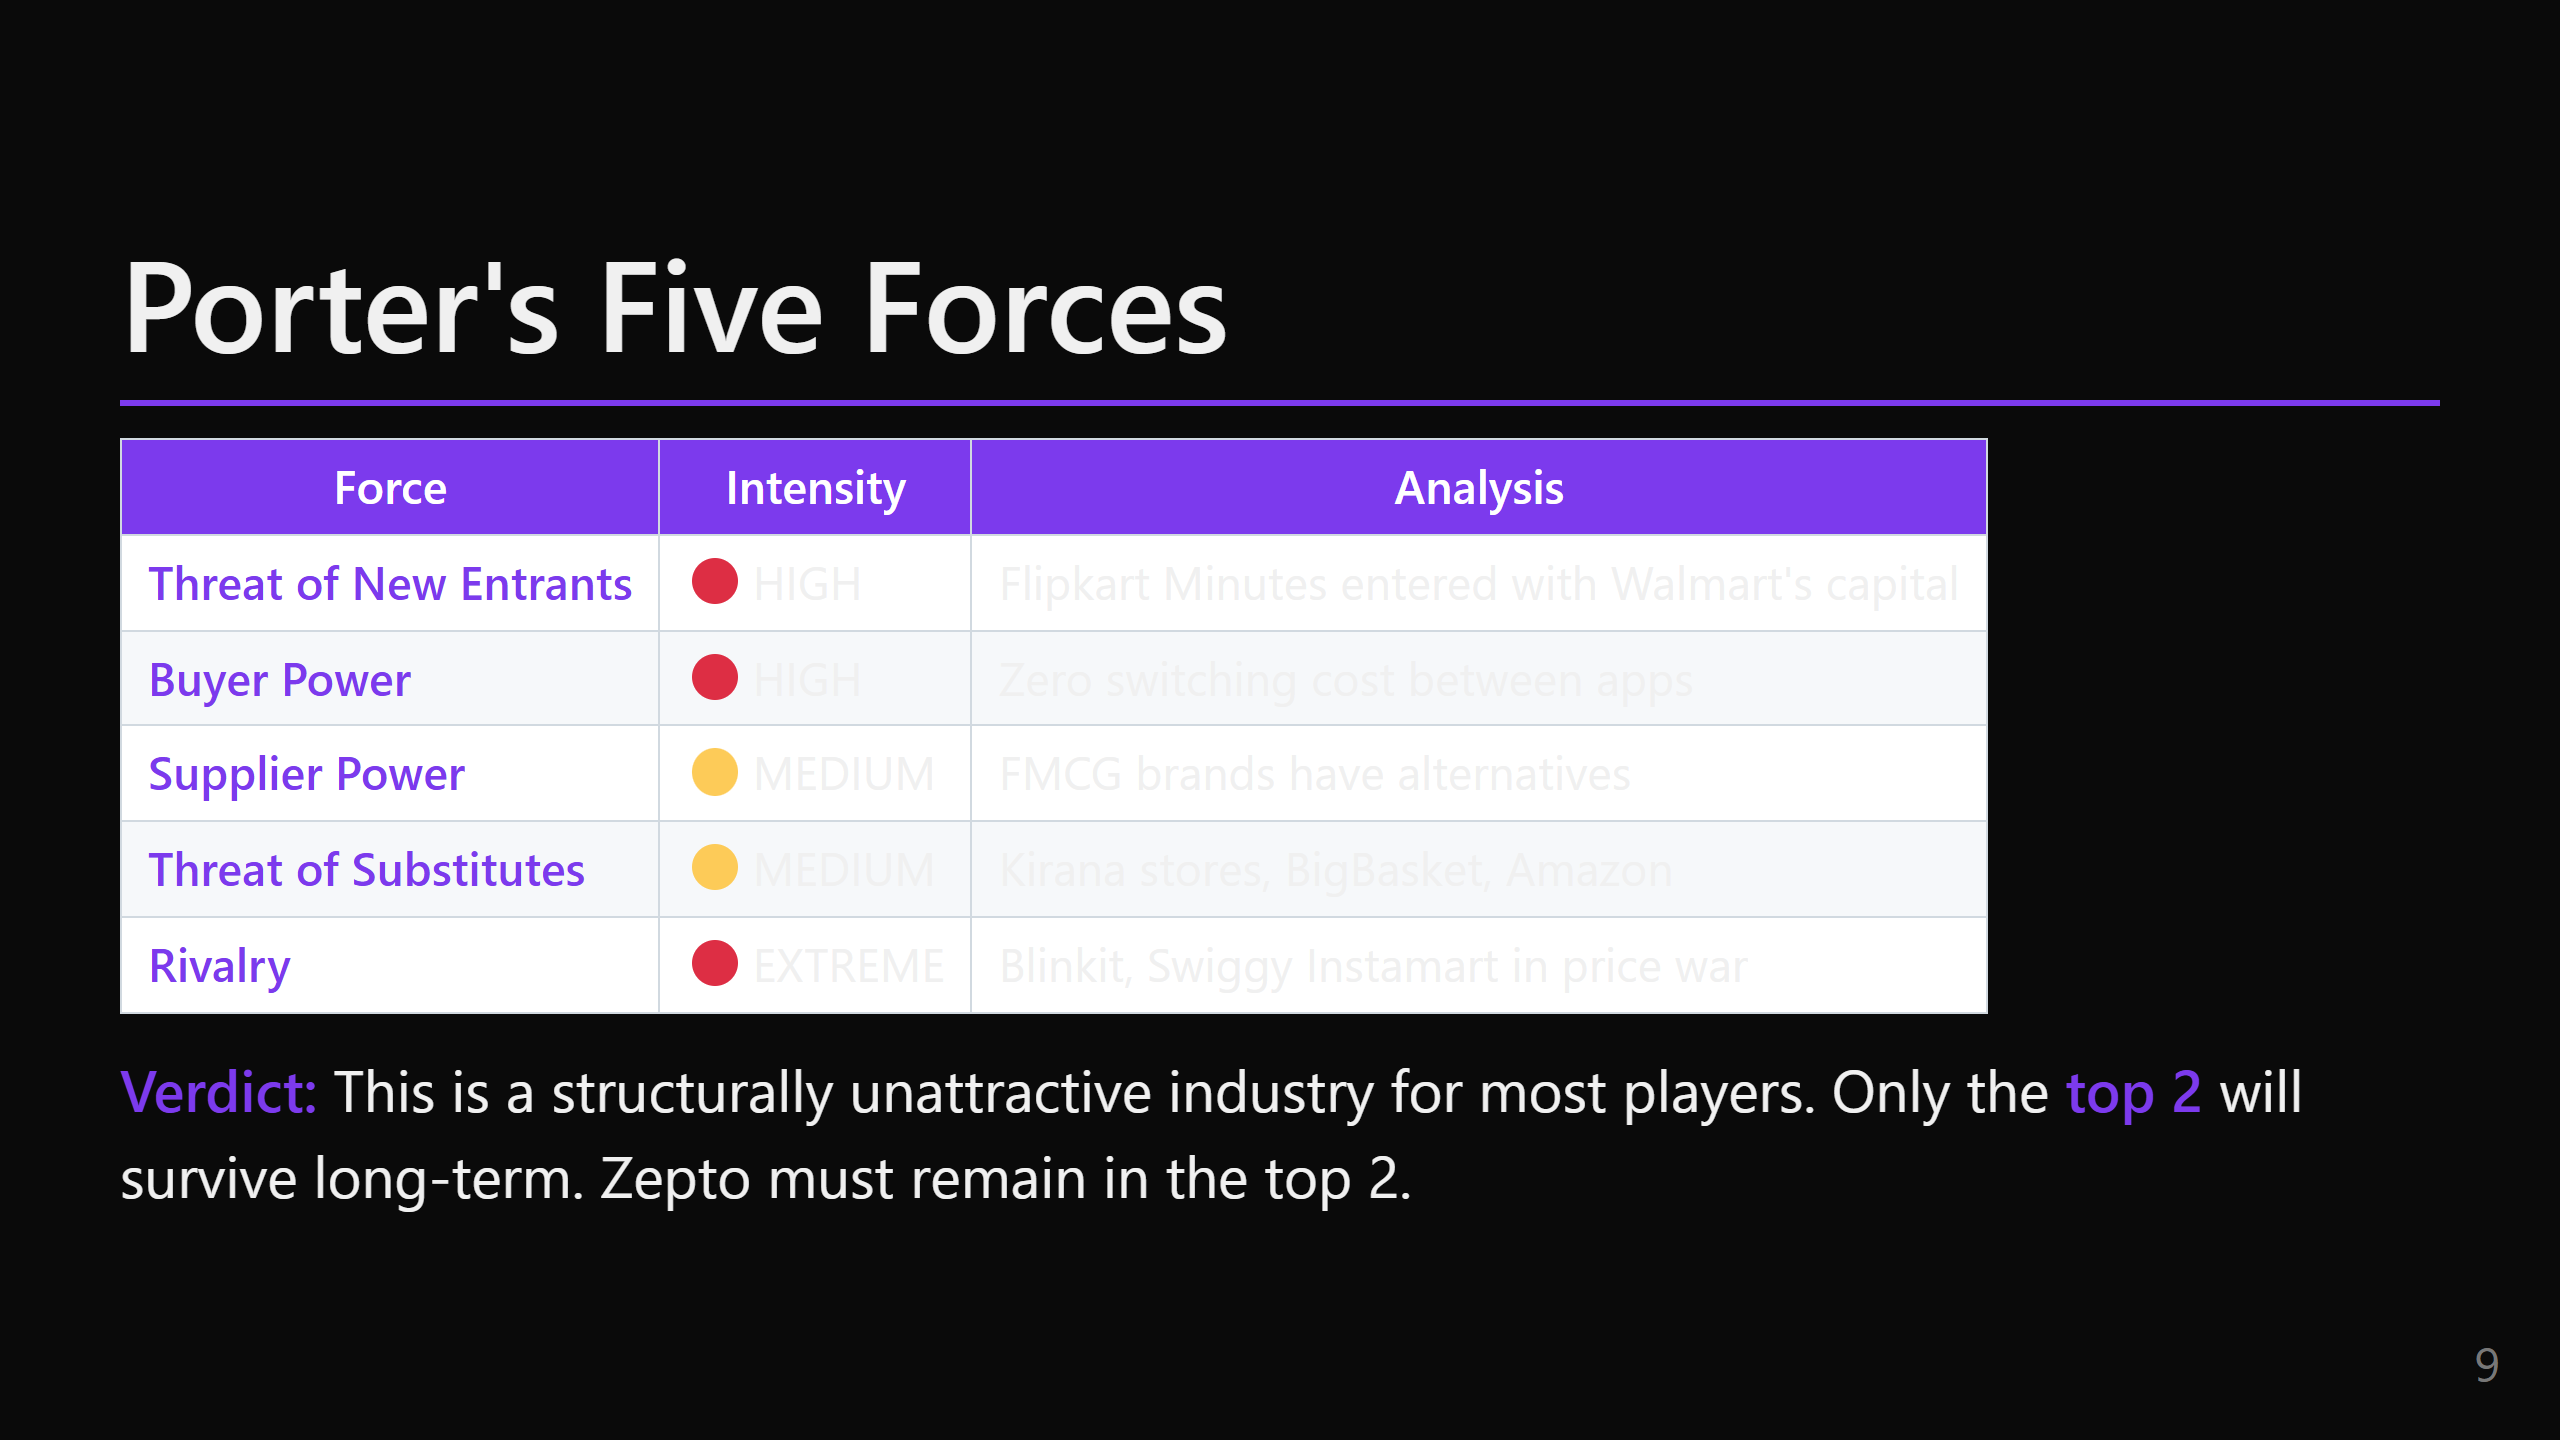 Porter's Five Forces
Force Intensity Analysis
Threat of New Entrants HIGH Flipkart Minutes entered with Walmart's capital
Buyer Power HIGH Zero switching cost between apps
Supplier Power MEDIUM FMCG brands have alternatives
Threat of Substitutes MEDIUM Kirana stores, BigBasket, Amazon
Rivalry EXTREME Blinkit, Swiggy Instamart in price war
Verdict: This is a structurally unattractive industry for most players. Only the top 2 will
survive long-term. Zepto must remain in the top 2.
9